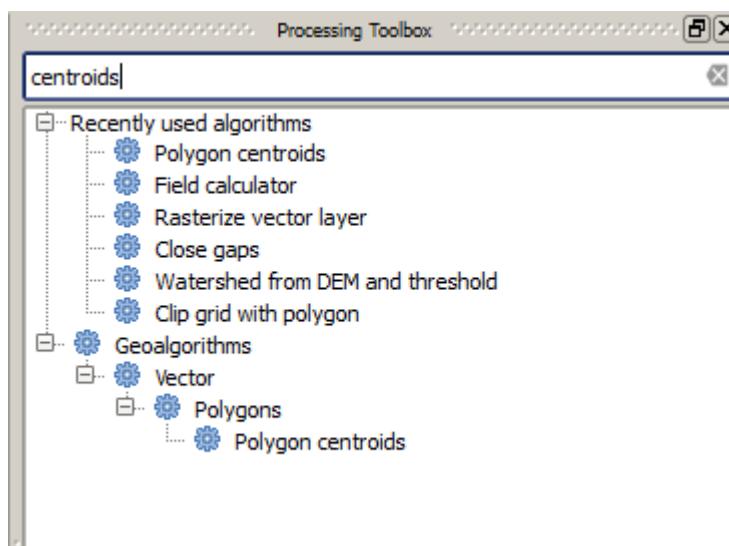 Processing Toolbox
centroids
Recently used algorithms
Polygon centroids
Field calculator
Rasterize vector layer
Close gaps
Watershed from DEM and threshold
Clip grid with polygon
Geoalgorithms
Vector
Polygons
Polygon centroids